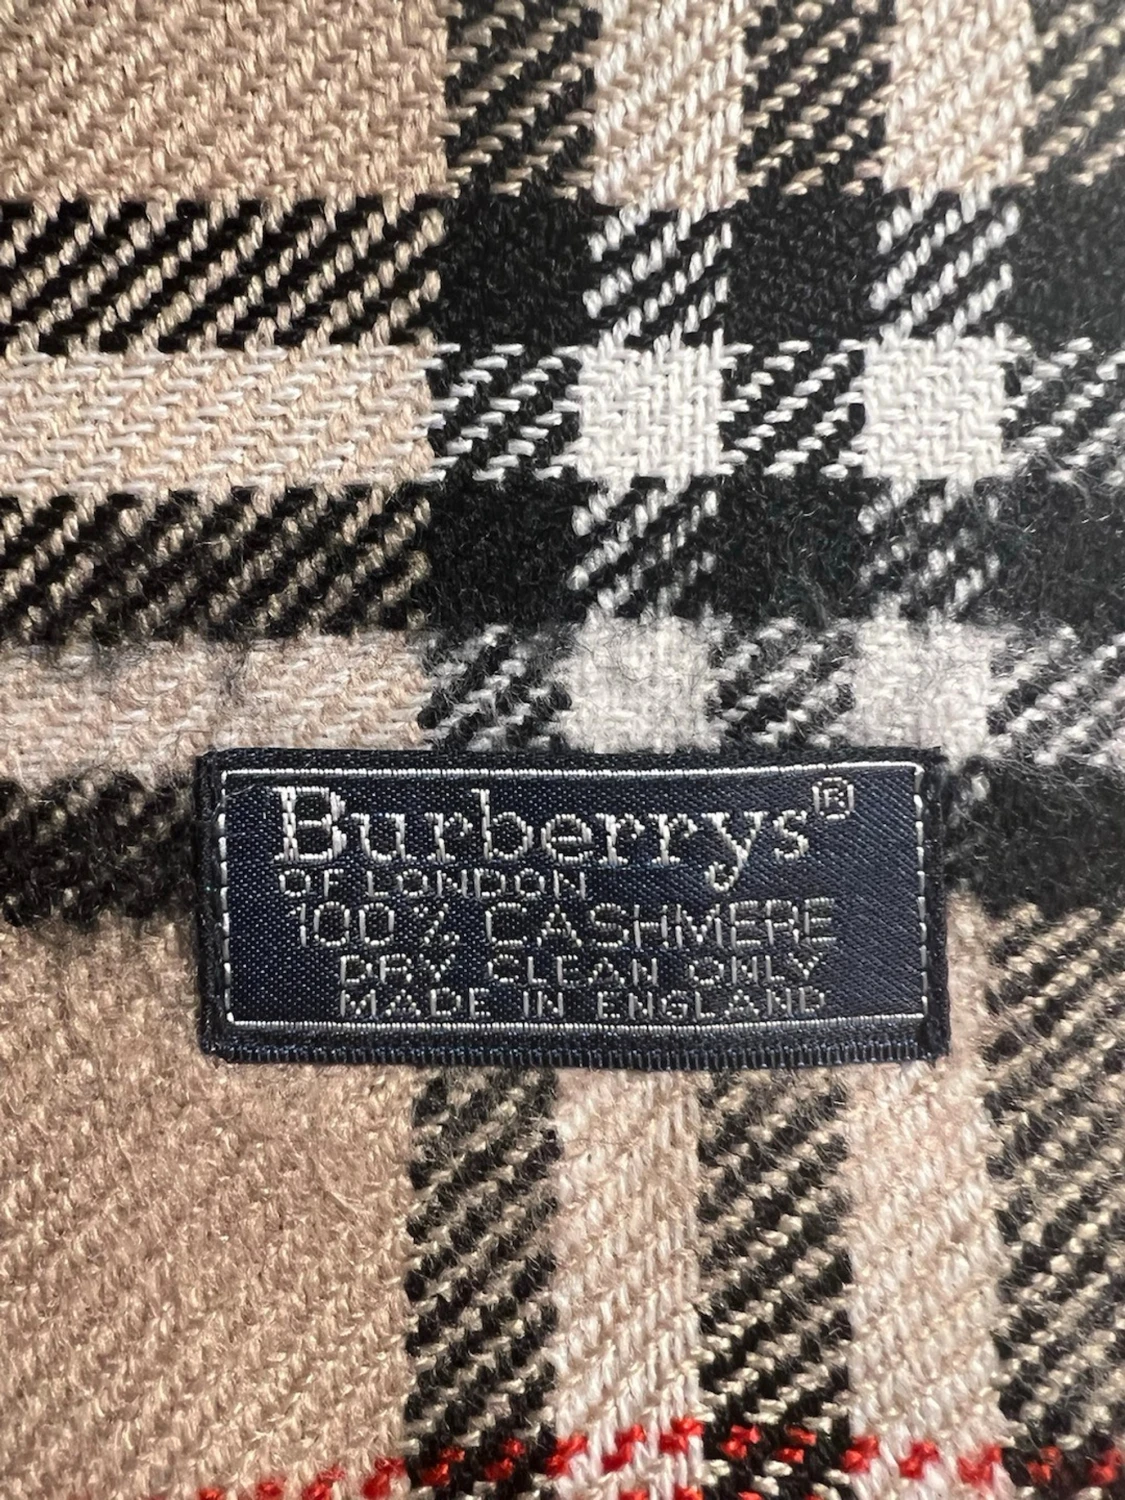 Burberrys®
OF LONDON
100% CASHMERE
DRY CLEAN ONLY
MADE IN ENGLAND